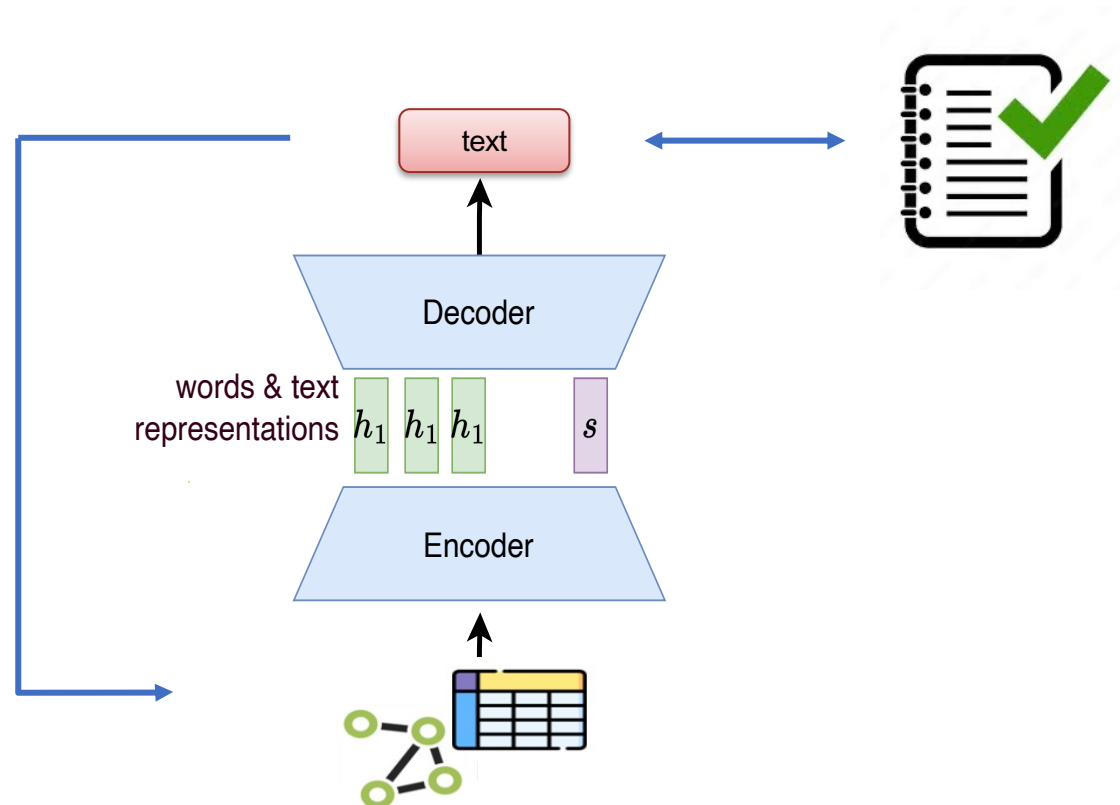 text
Decoder
words & text
representations
h₁ h₁ h₁ s
Encoder